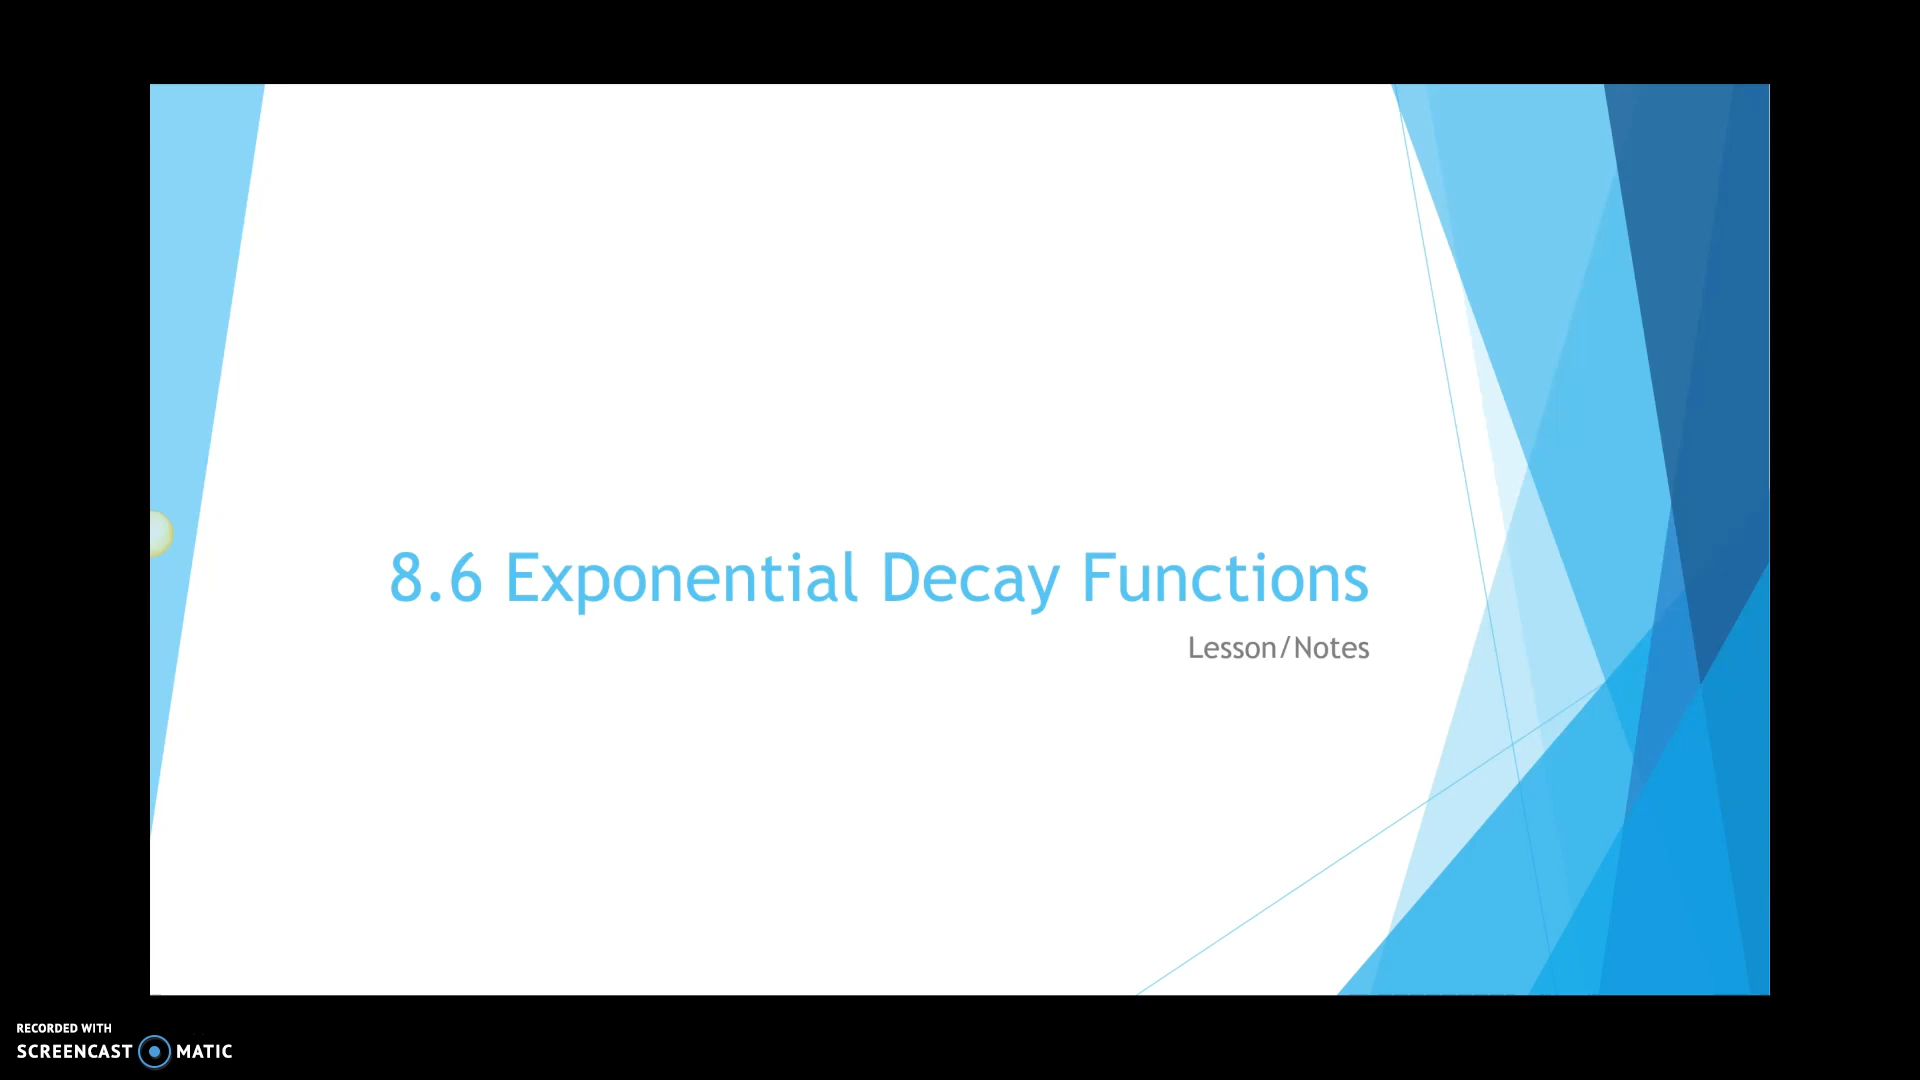 8.6 Exponential Decay Functions
Lesson/Notes
RECORDED WITH
SCREENCAST MATIC